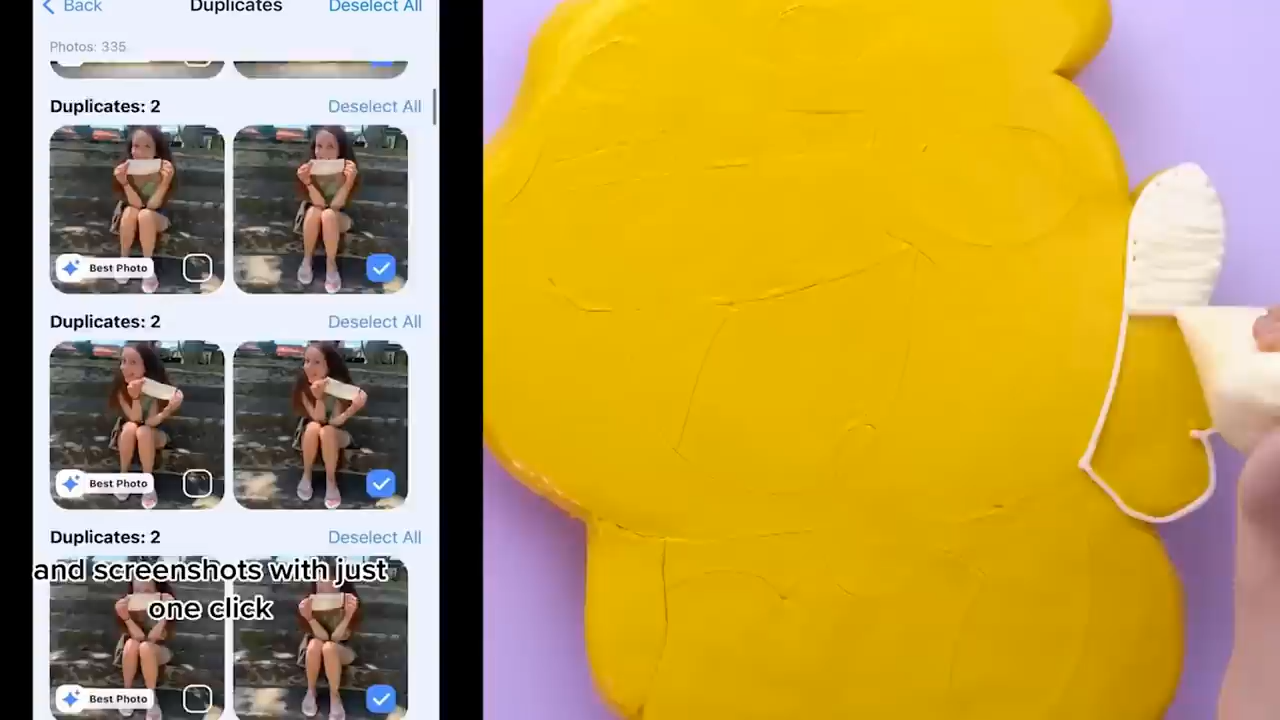 Back
Duplicates
Deselect All
Photos: 335
Duplicates: 2
Deselect All
Best Photo
Duplicates: 2
Deselect All
Best Photo
Duplicates: 2
Deselect All
and screenshots with just
one click
Best Photo